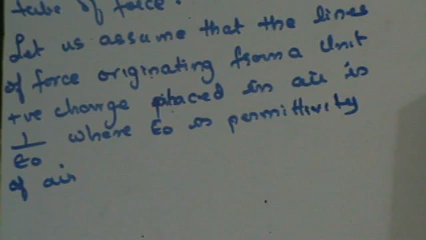 tube of force.
Let us assume that the lines
of force originating from a Unit
+ve charge placed in air is
1/ε0 where ε0 is permittivity
of air